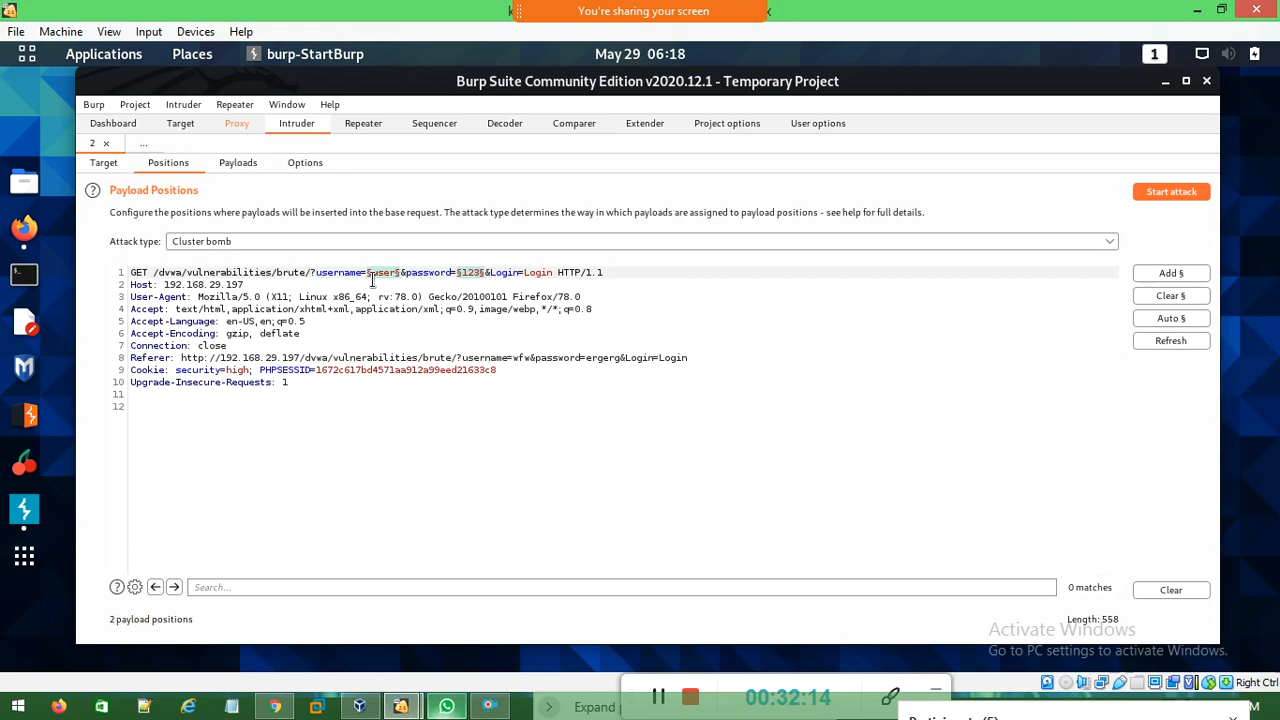 You're sharing your screen
File Machine View Input Devices Help
Applications Places burp-StartBurp May 29 06:18 1
Burp Suite Community Edition v2020.12.1 - Temporary Project
Burp Project Intruder Repeater Window Help
Dashboard Target Proxy Intruder Repeater Sequencer Decoder Comparer Extender Project options User options
2 × ...
Target Positions Payloads Options
? Payload Positions Start attack
Configure the positions where payloads will be inserted into the base request. The attack type determines the way in which payloads are assigned to payload positions - see help for full details.
Attack type: Cluster bomb
1 GET /dvwa/vulnerabilities/brute/?username=§user§&password=§123§&Login=Login HTTP/1.1 Add §
2 Host: 192.168.29.197
3 User-Agent: Mozilla/5.0 (X11; Linux x86_64; rv:78.0) Gecko/20100101 Firefox/78.0 Clear §
4 Accept: text/html,application/xhtml+xml,application/xml;q=0.9,image/webp,*/*;q=0.8
5 Accept-Language: en-US,en;q=0.5 Auto §
6 Accept-Encoding: gzip, deflate
7 Connection: close Refresh
8 Referer: http://192.168.29.197/dvwa/vulnerabilities/brute/?username=wfw&password=ergerg&Login=Login
9 Cookie: security=high; PHPSESSID=1672c617bd4571aa912a99eed21633c8
10 Upgrade-Insecure-Requests: 1
11
12
? Search... 0 matches Clear
2 payload positions Length: 558
Activate Windows
Go to PC settings to activate Windows.
Right Ctrl
00:32:14
Expand